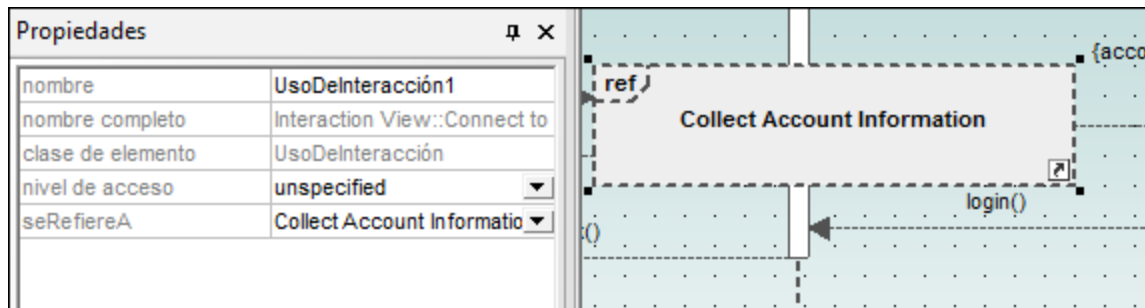 Propiedades
nombre UsoDeInteracción1
nombre completo Interaction View::Connect to
clase de elemento UsoDeInteracción
nivel de acceso unspecified
seRefiereA Collect Account Informatio
{acco
ref
Collect Account Information
login()
()